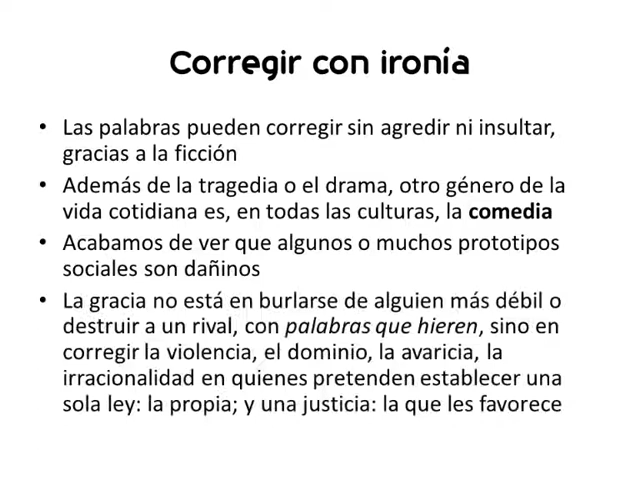 Corregir con ironía
• Las palabras pueden corregir sin agredir ni insultar,
gracias a la ficción
• Además de la tragedia o el drama, otro género de la
vida cotidiana es, en todas las culturas, la comedia
• Acabamos de ver que algunos o muchos prototipos
sociales son dañinos
• La gracia no está en burlarse de alguien más débil o
destruir a un rival, con palabras que hieren, sino en
corregir la violencia, el dominio, la avaricia, la
irracionalidad en quienes pretenden establecer una
sola ley: la propia; y una justicia: la que les favorece